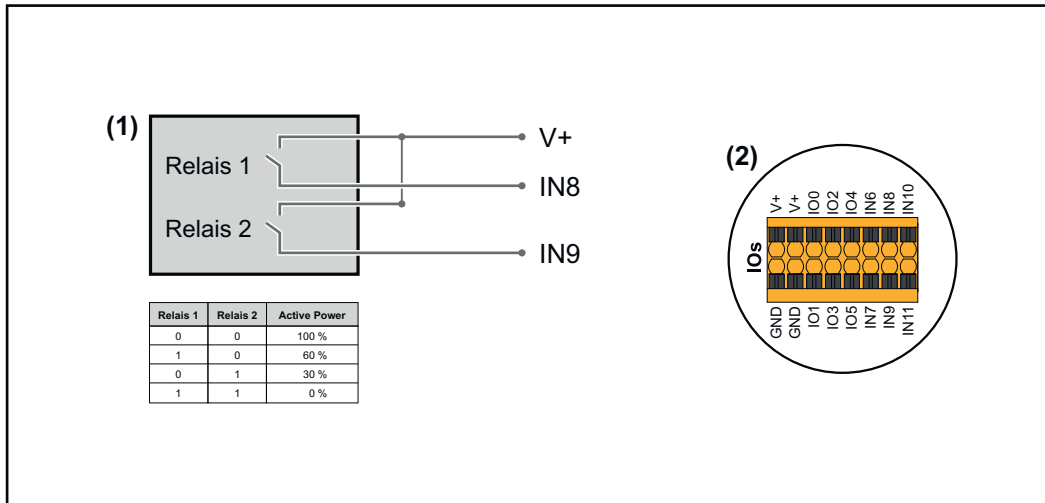 (1)
Relais 1
Relais 2
V+
IN8
IN9
Relais 1 Relais 2 Active Power
0 0 100 %
1 0 60 %
0 1 30 %
1 1 0 %
(2)
V+ V+ IO0 IO2 IO4 IN6 IN8 IN10
IOs
GND GND IO1 IO3 IO5 IN7 IN9 IN11